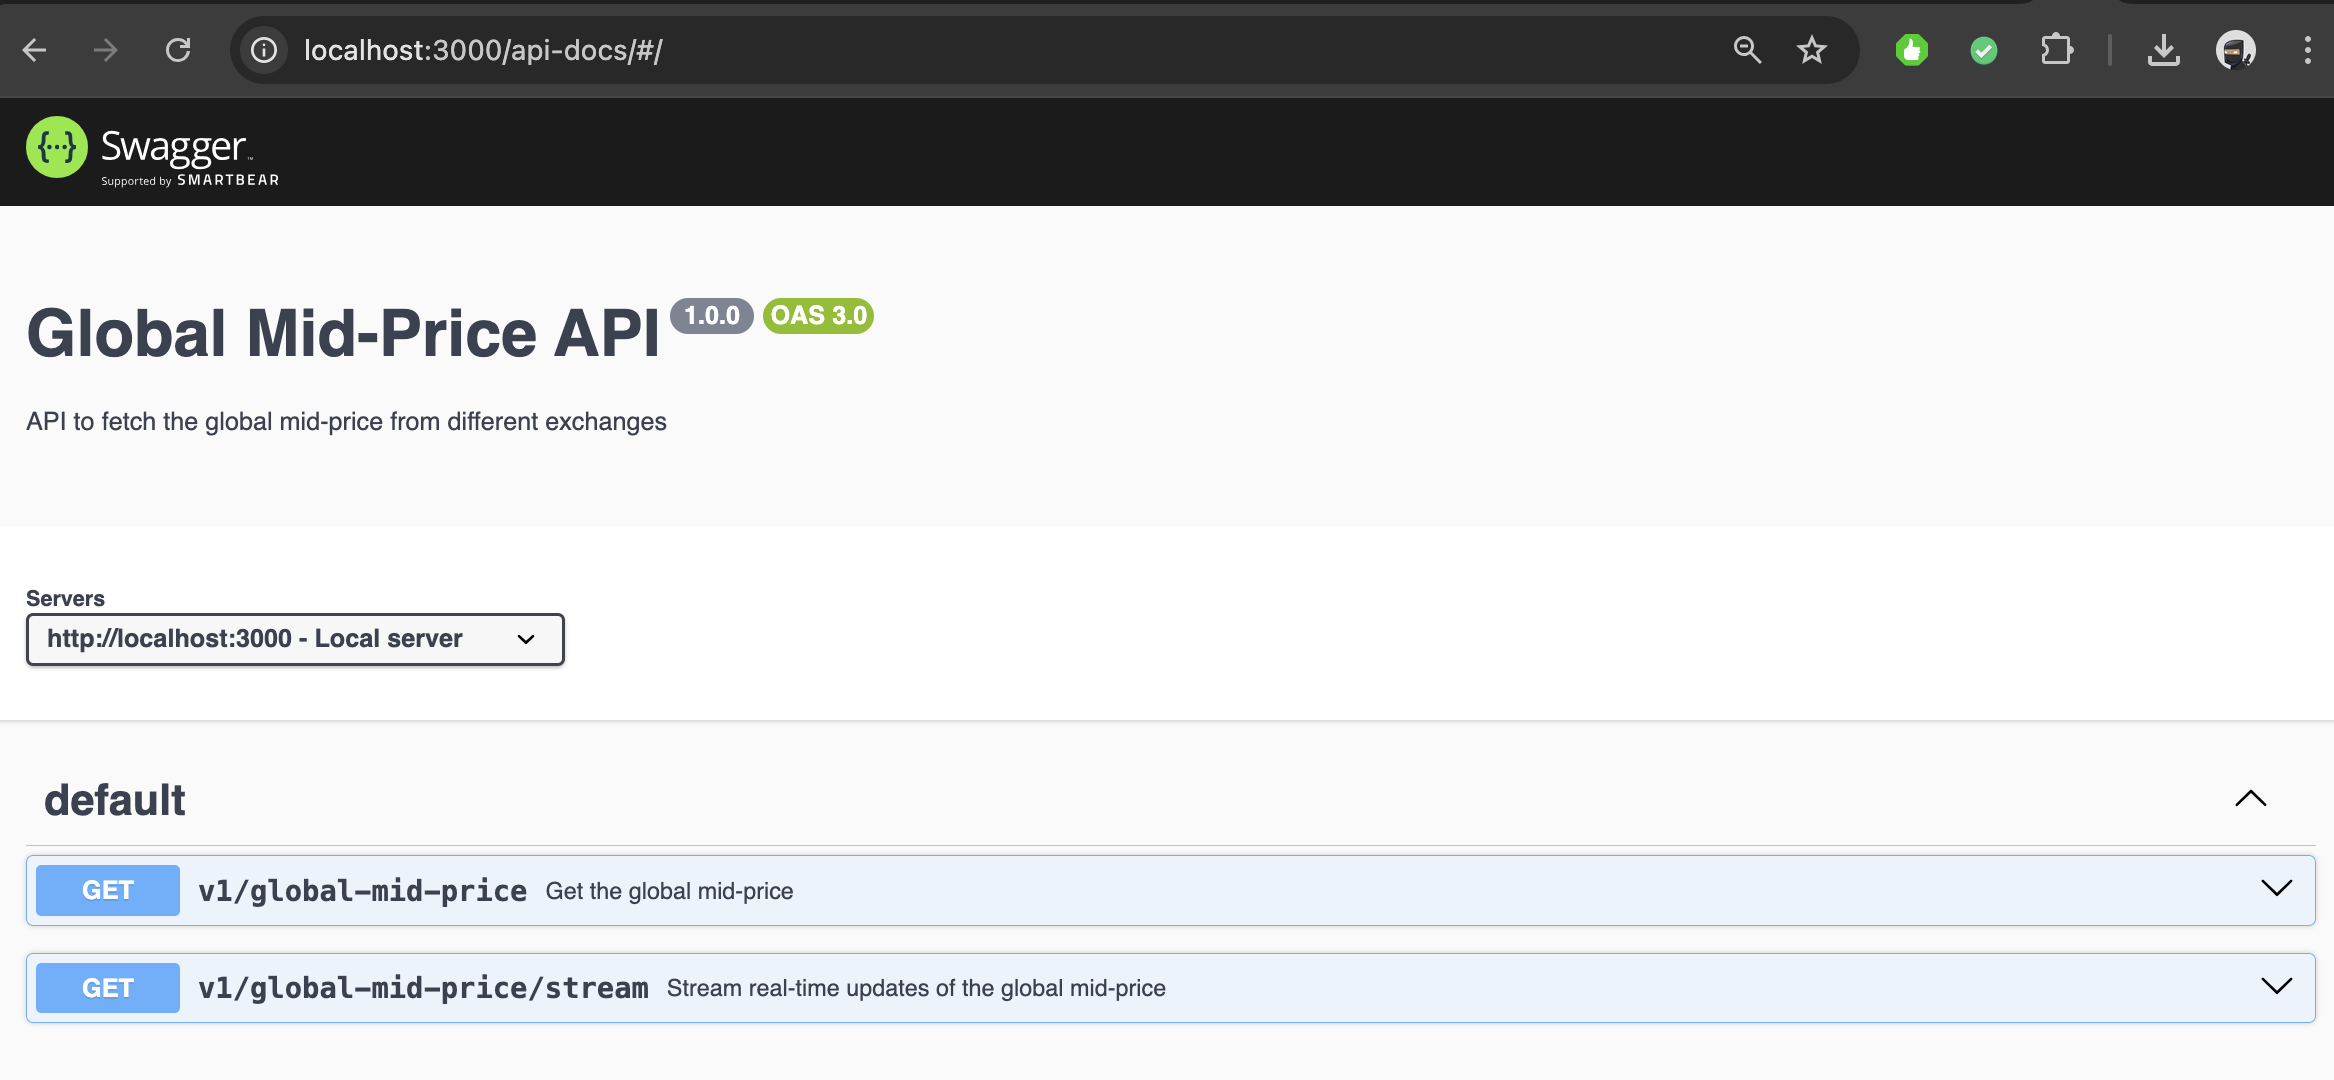 localhost:3000/api-docs/#/
{···} Swagger™
Supported by SMARTBEAR
Global Mid-Price API 1.0.0 OAS 3.0
API to fetch the global mid-price from different exchanges
Servers
http://localhost:3000 - Local server
default
GET v1/global-mid-price Get the global mid-price
GET v1/global-mid-price/stream Stream real-time updates of the global mid-price